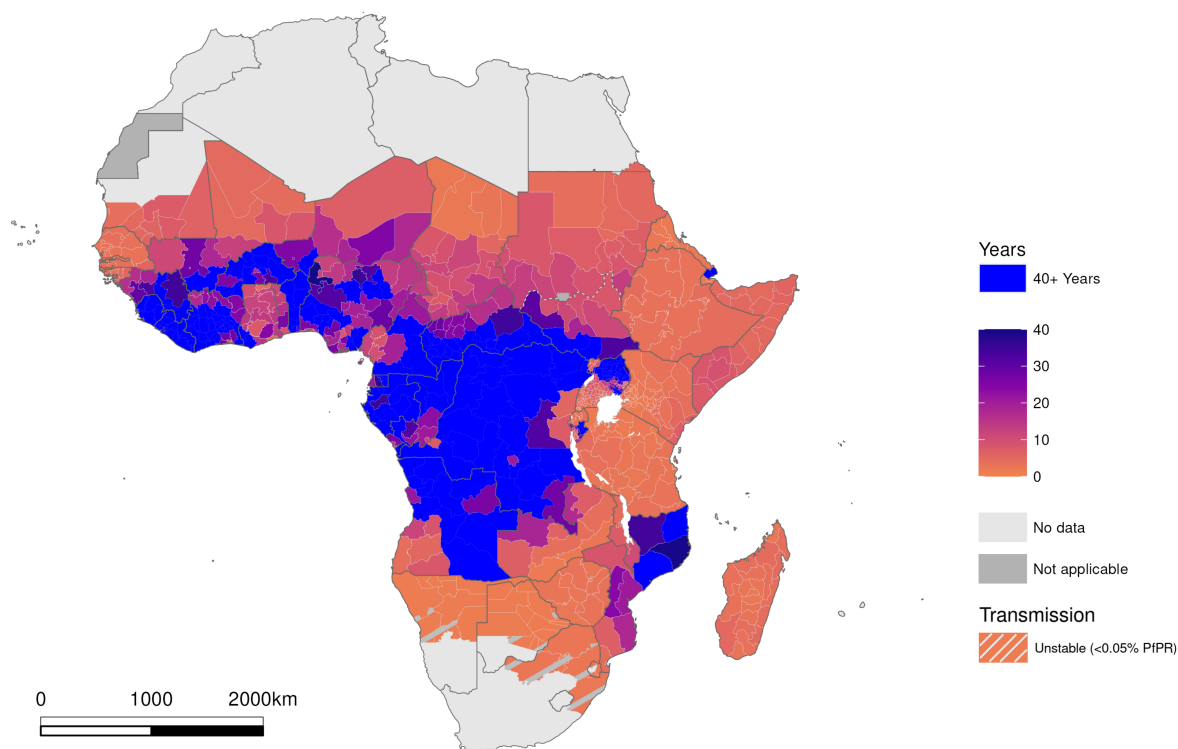 Years
40+ Years
40
30
20
10
0
No data
Not applicable
Transmission
Unstable (<0.05% PfPR)
0 1000 2000km